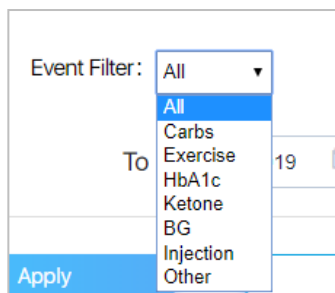 Event Filter: All
All
Carbs
Exercise
To HbA1c 19
Ketone
BG
Injection
Apply Other